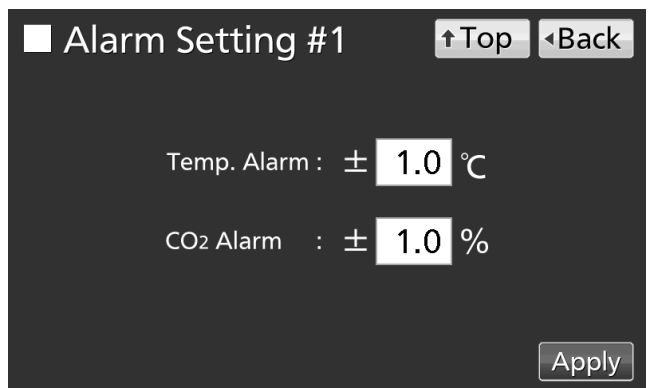 Alarm Setting #1 ↑Top ◂Back
Temp. Alarm : ± 1.0 ℃
CO2 Alarm : ± 1.0 %
Apply